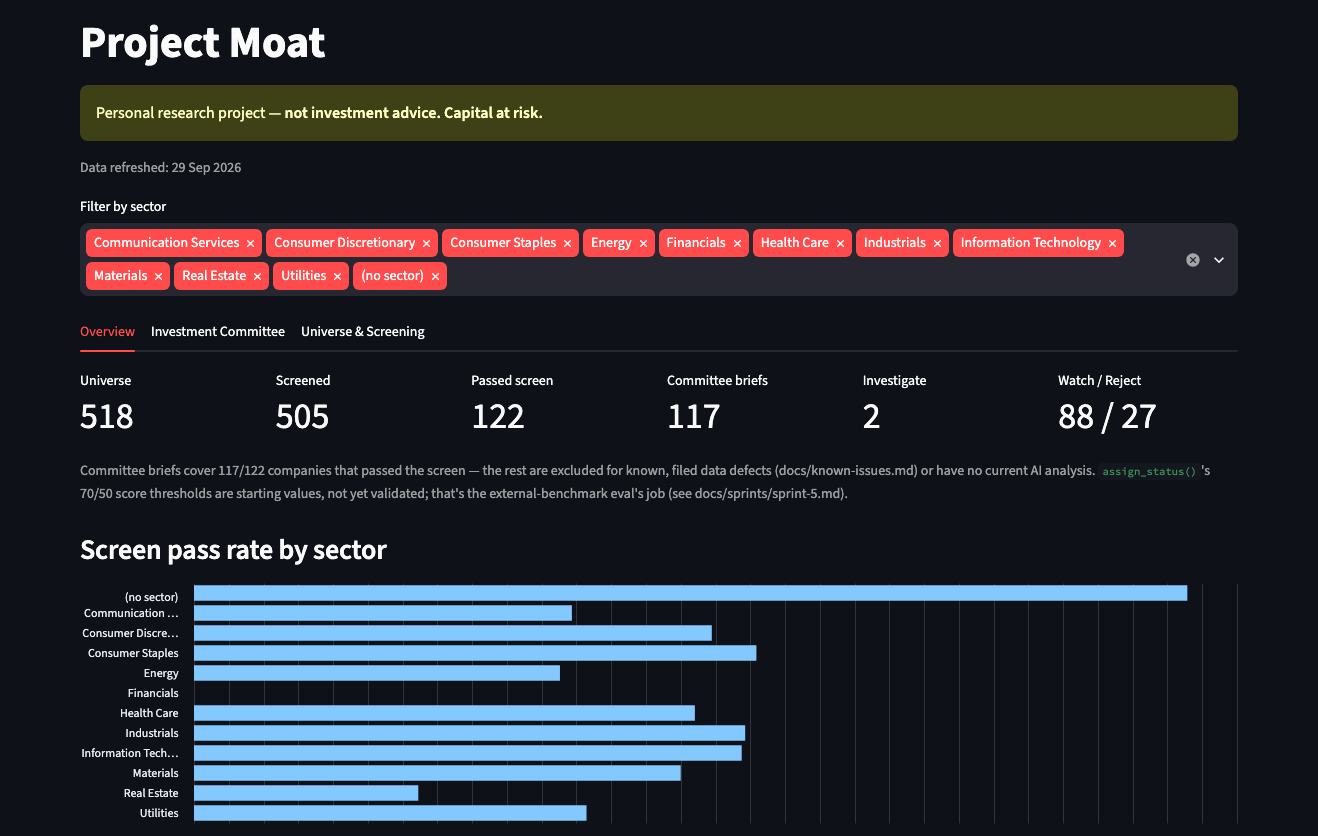 Project Moat
Personal research project — not investment advice. Capital at risk.
Data refreshed: 29 Sep 2026
Filter by sector
Communication Services × Consumer Discretionary × Consumer Staples × Energy × Financials × Health Care × Industrials × Information Technology ×
Materials × Real Estate × Utilities × (no sector) ×
Overview Investment Committee Universe & Screening
Universe Screened Passed screen Committee briefs Investigate Watch / Reject
518 505 122 117 2 88 / 27
Committee briefs cover 117/122 companies that passed the screen — the rest are excluded for known, filed data defects (docs/known-issues.md) or have no current AI analysis. assign_status() 's
70/50 score thresholds are starting values, not yet validated; that's the external-benchmark eval's job (see docs/sprints/sprint-5.md).
Screen pass rate by sector
(no sector)
Communication …
Consumer Discre…
Consumer Staples
Energy
Financials
Health Care
Industrials
Information Tech…
Materials
Real Estate
Utilities